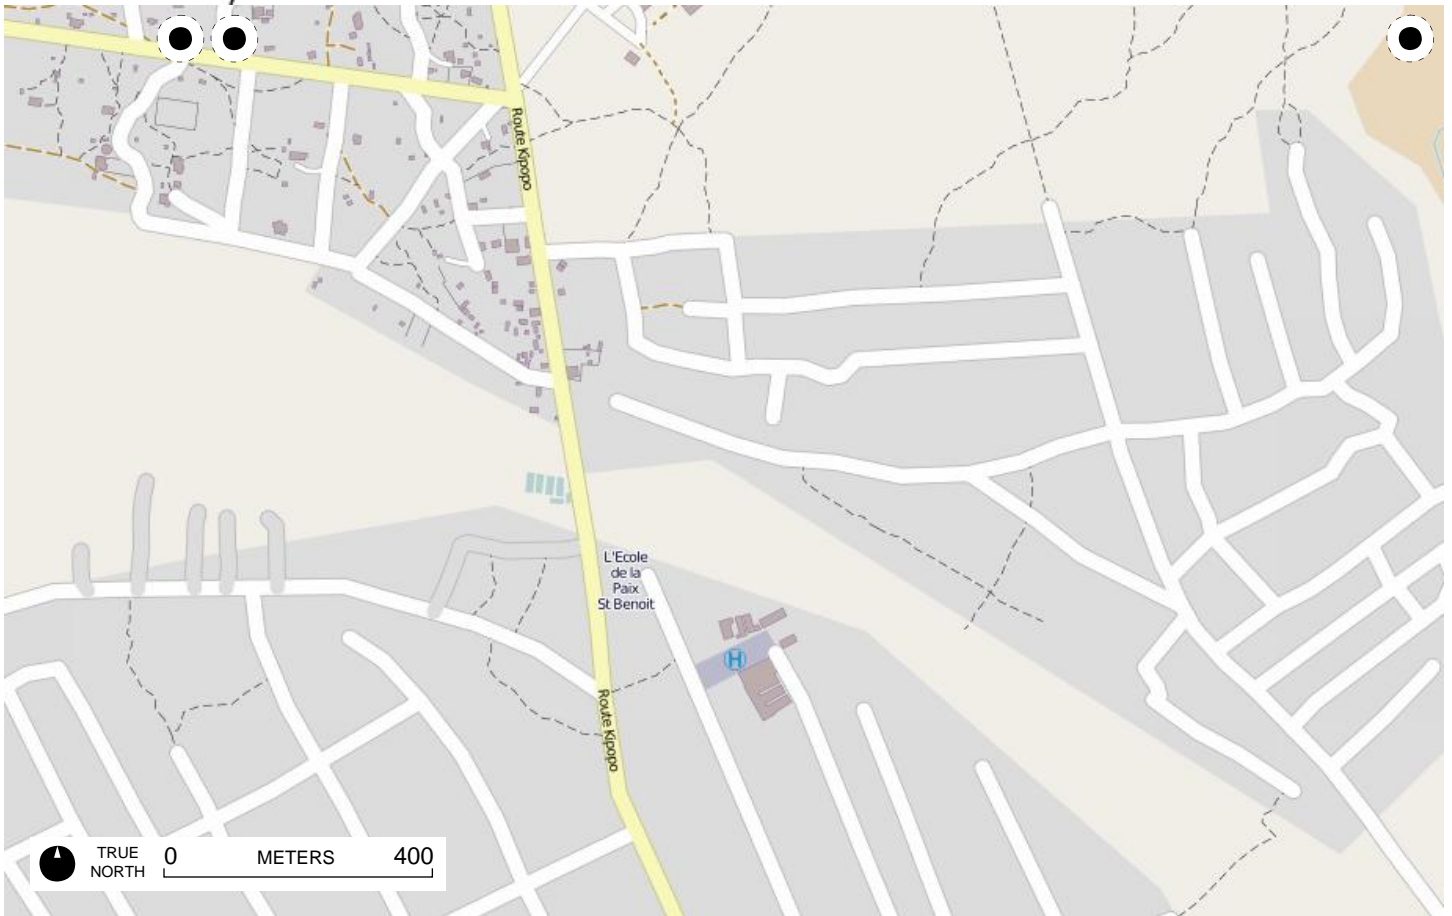 Route Kipopo
L'Ecole
de la
Paix
St Benoit
H
Route Kipopo
TRUE
NORTH
0 METERS 400